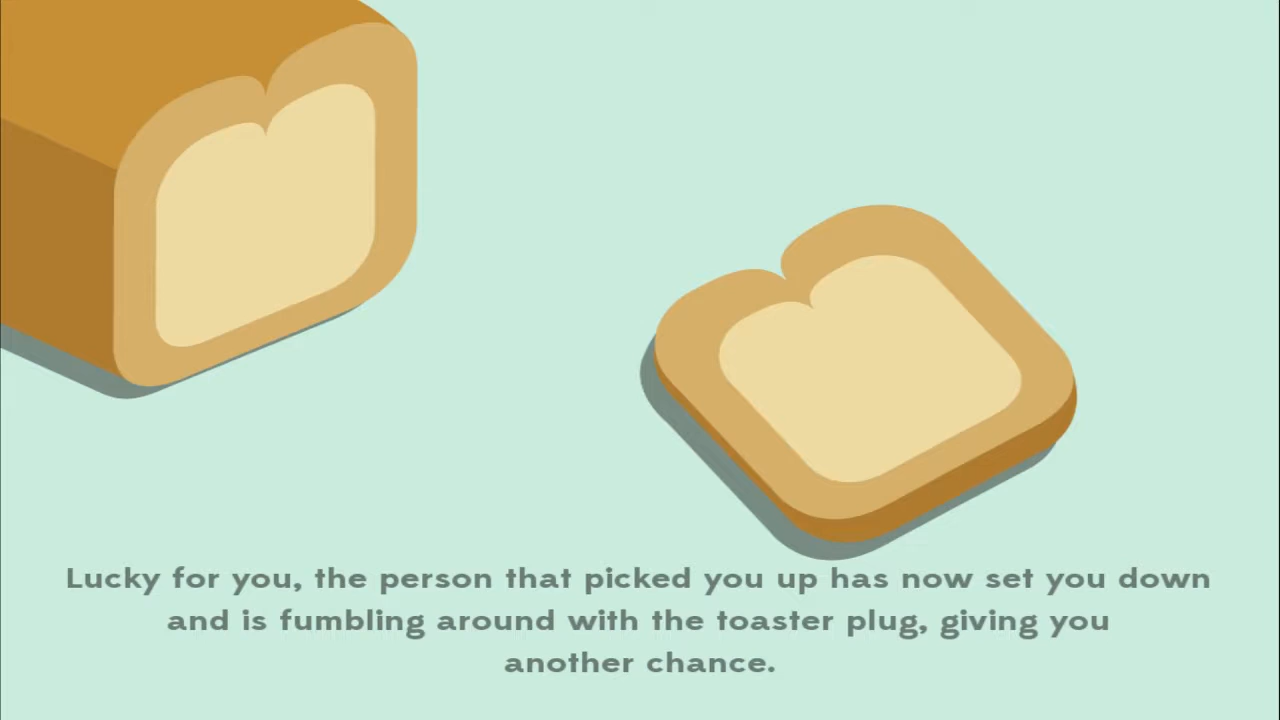 Lucky for you, the person that picked you up has now set you down
and is fumbling around with the toaster plug, giving you
another chance.